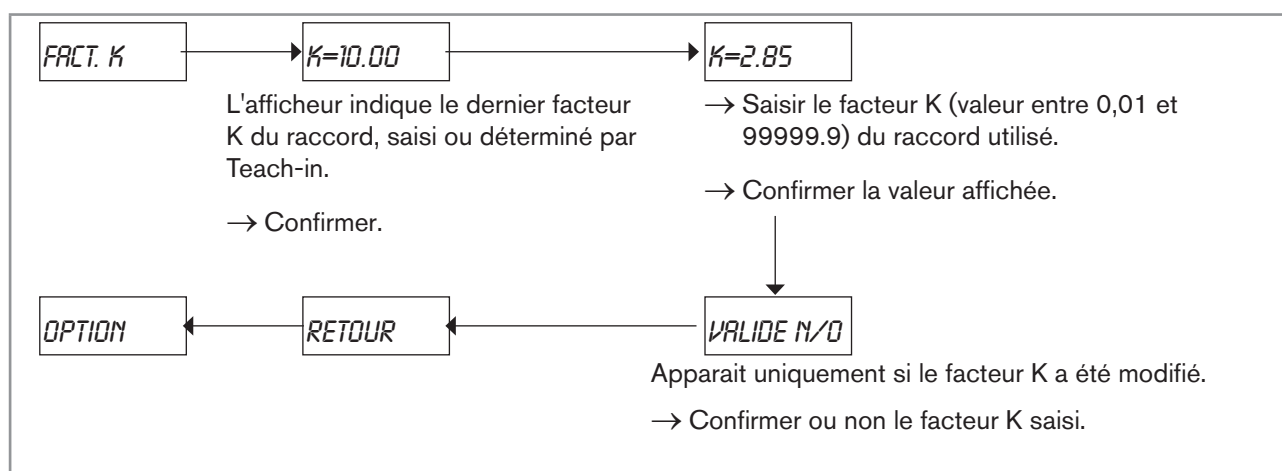 FACT. K
K=10.00
K=2.85
L'afficheur indique le dernier facteur
K du raccord, saisi ou déterminé par
Teach-in.
→ Confirmer.
→ Saisir le facteur K (valeur entre 0,01 et
99999.9) du raccord utilisé.
→ Confirmer la valeur affichée.
OPTION
RETOUR
VALIDE N/O
Apparait uniquement si le facteur K a été modifié.
→ Confirmer ou non le facteur K saisi.